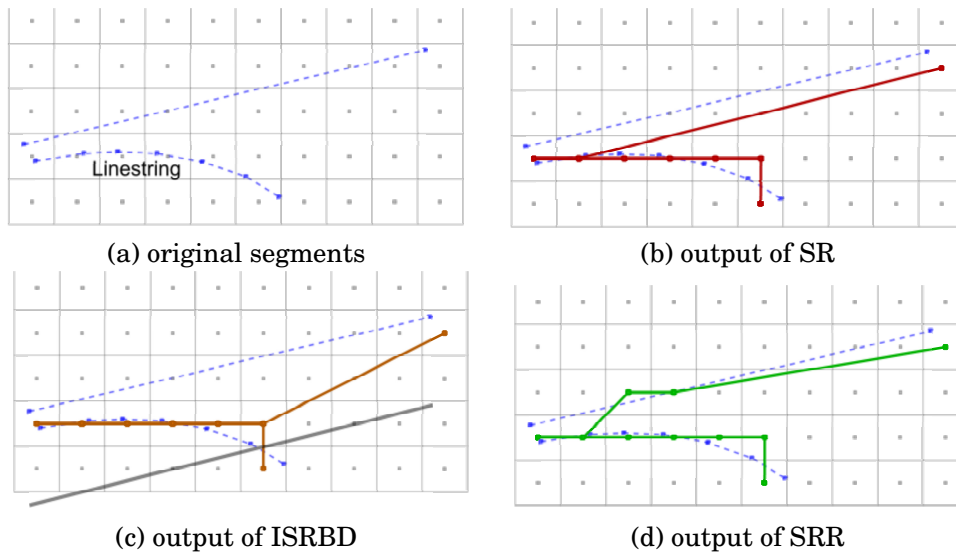 Linestring
(a) original segments
(b) output of SR
(c) output of ISRBD
(d) output of SRR